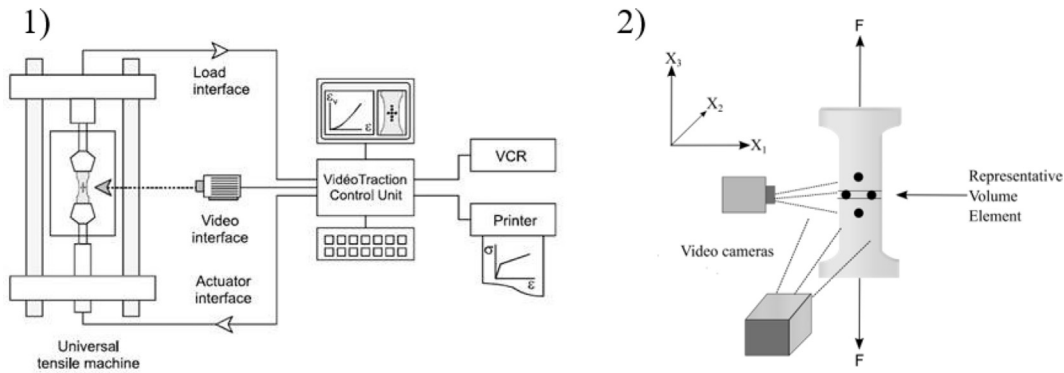 1)
Load
interface
εv
ε
VCR
VidéoTraction
Control Unit
Video
interface
Printer
σ
ε
Actuator
interface
Universal
tensile machine
2)
F
X3
X2
X1
Representative
Volume
Element
Video cameras
F